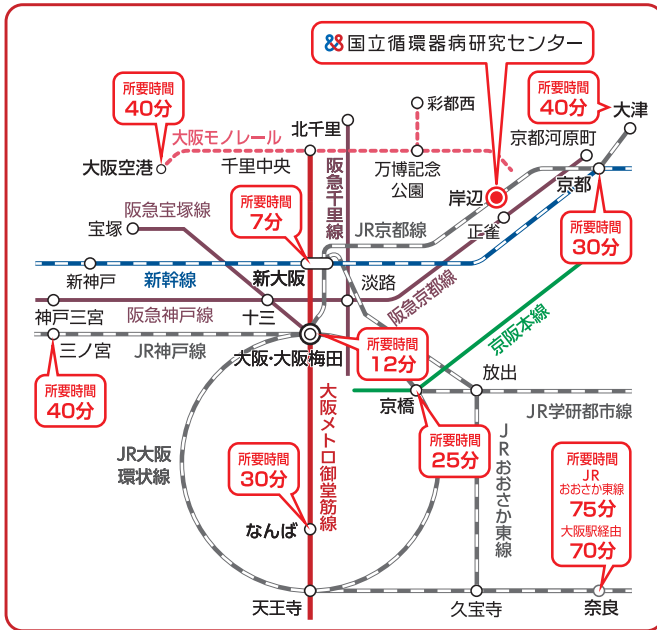 国立循環器病研究センター
所要時間
40分
大阪モノレール
大阪空港
千里中央
北千里
阪急千里線
彩都西
万博記念
公園
所要時間
40分
大津
京都河原町
京都
岸辺
正雀
所要時間
30分
阪急宝塚線
宝塚
所要時間
7分
JR京都線
新大阪
新神戸
新幹線
淡路
阪急京都線
神戸三宮
阪急神戸線
十三
三ノ宮
JR神戸線
大阪・大阪梅田
所要時間
12分
京阪本線
所要時間
40分
放出
京橋
JR学研都市線
大阪メトロ御堂筋線
所要時間
25分
JRおおさか東線
JR大阪
環状線
所要時間
30分
なんば
所要時間
JR
おおさか東線
75分
大阪駅経由
70分
天王寺
久宝寺
奈良